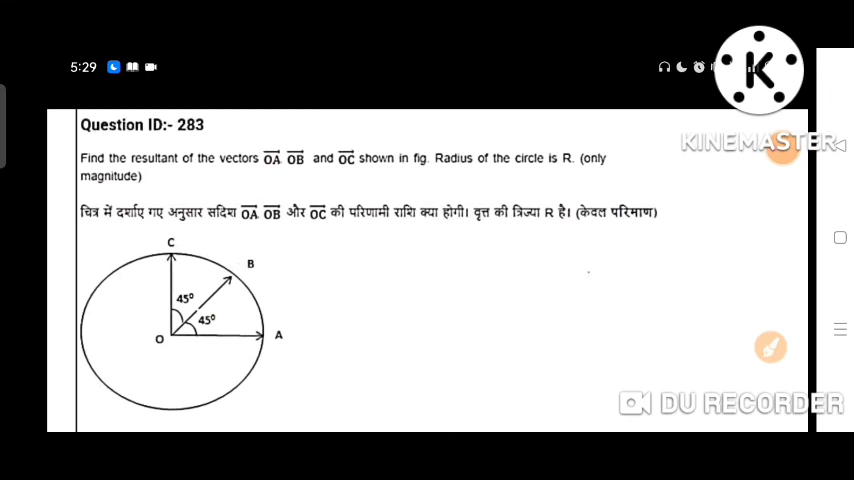 5:29
K
KINEMASTER
Question ID:- 283
Find the resultant of the vectors OA OB and OC shown in fig. Radius of the circle is R. (only
magnitude)
चित्र में दर्शाए गए अनुसार सदिश OA OB और OC की परिणामी राशि क्या होगी। वृत्त की त्रिज्या R है। (केवल परिमाण)
C
B
45⁰
45⁰
O
A
DU RECORDER